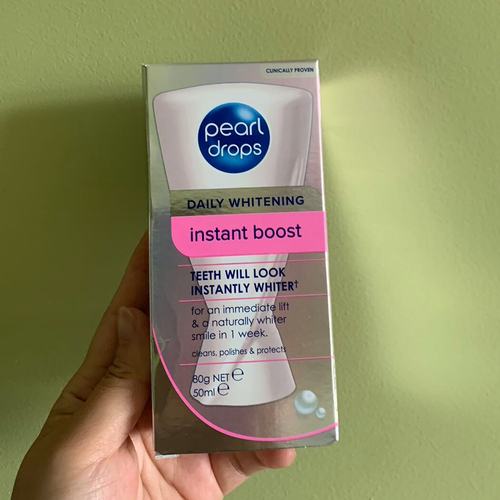 CLINICALLY PROVEN
pearl
drops
DAILY WHITENING
instant boost
TEETH WILL LOOK
INSTANTLY WHITER†
for an immediate lift
& a naturally whiter
smile in 1 week.
cleans, polishes & protects
80g NET ℮
50ml ℮